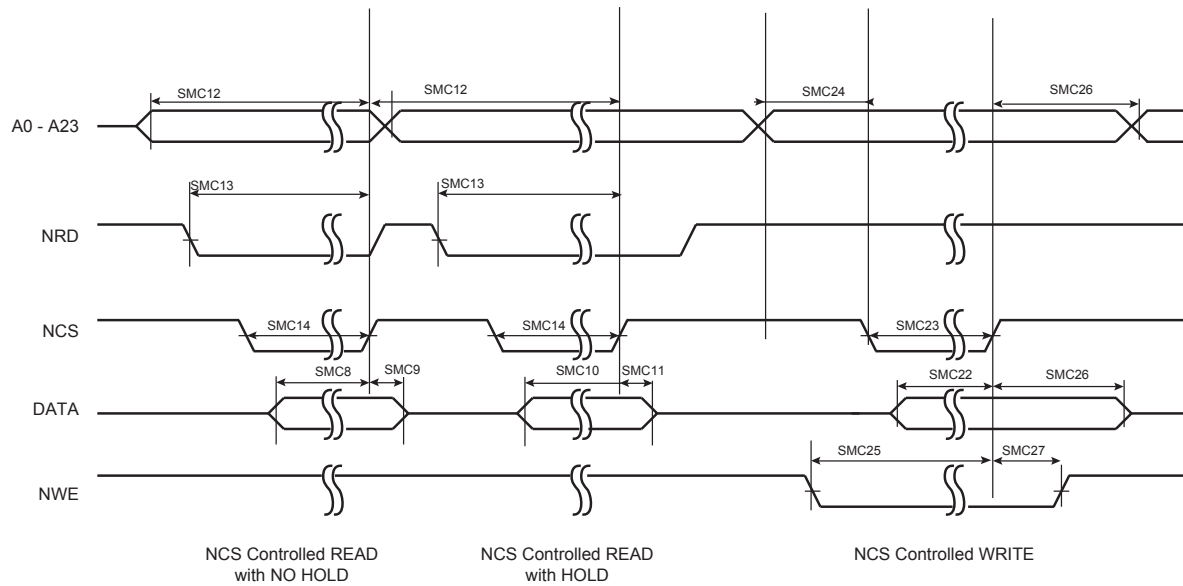 SMC12
SMC12
SMC24
SMC26
A0 - A23
SMC13
SMC13
NRD
SMC14
SMC14
SMC23
NCS
SMC8
SMC9
SMC10
SMC11
SMC22
SMC26
DATA
SMC25
SMC27
NWE
NCS Controlled READ
with NO HOLD
NCS Controlled READ
with HOLD
NCS Controlled WRITE